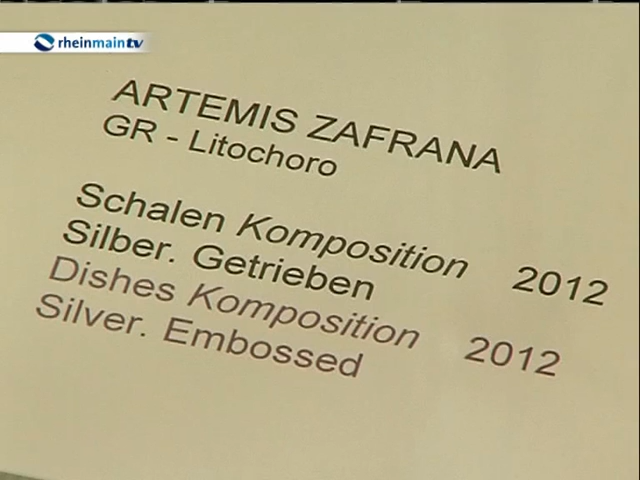 rheinmaintv
ARTEMIS ZAFRANA
GR - Litochoro
Schalen Komposition 2012
Silber. Getrieben
Dishes Komposition 2012
Silver. Embossed